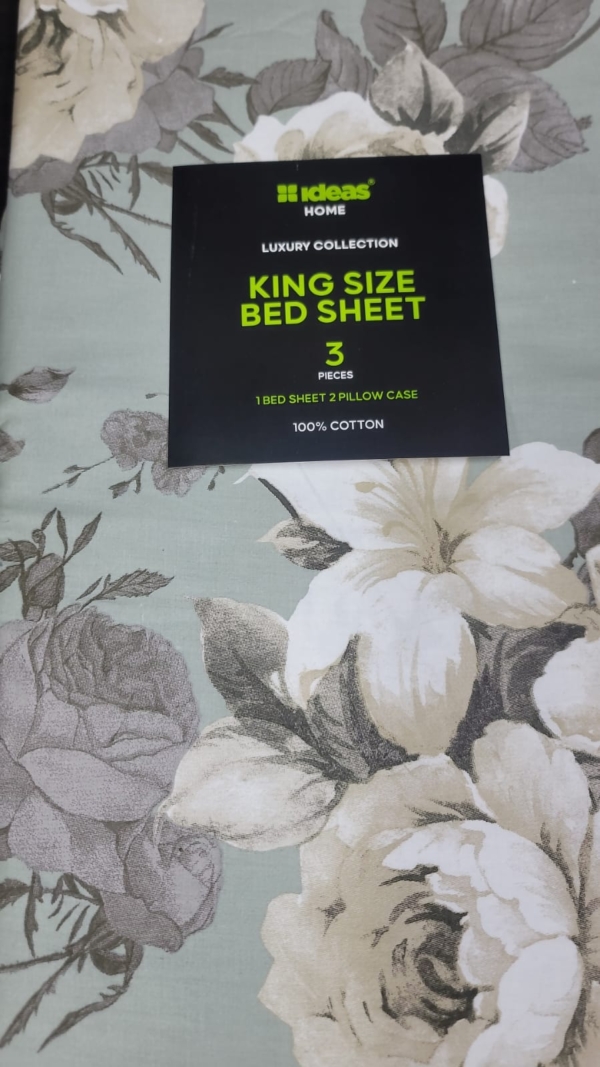 ideas®
HOME
LUXURY COLLECTION
KING SIZE
BED SHEET
3
PIECES
1 BED SHEET 2 PILLOW CASE
100% COTTON